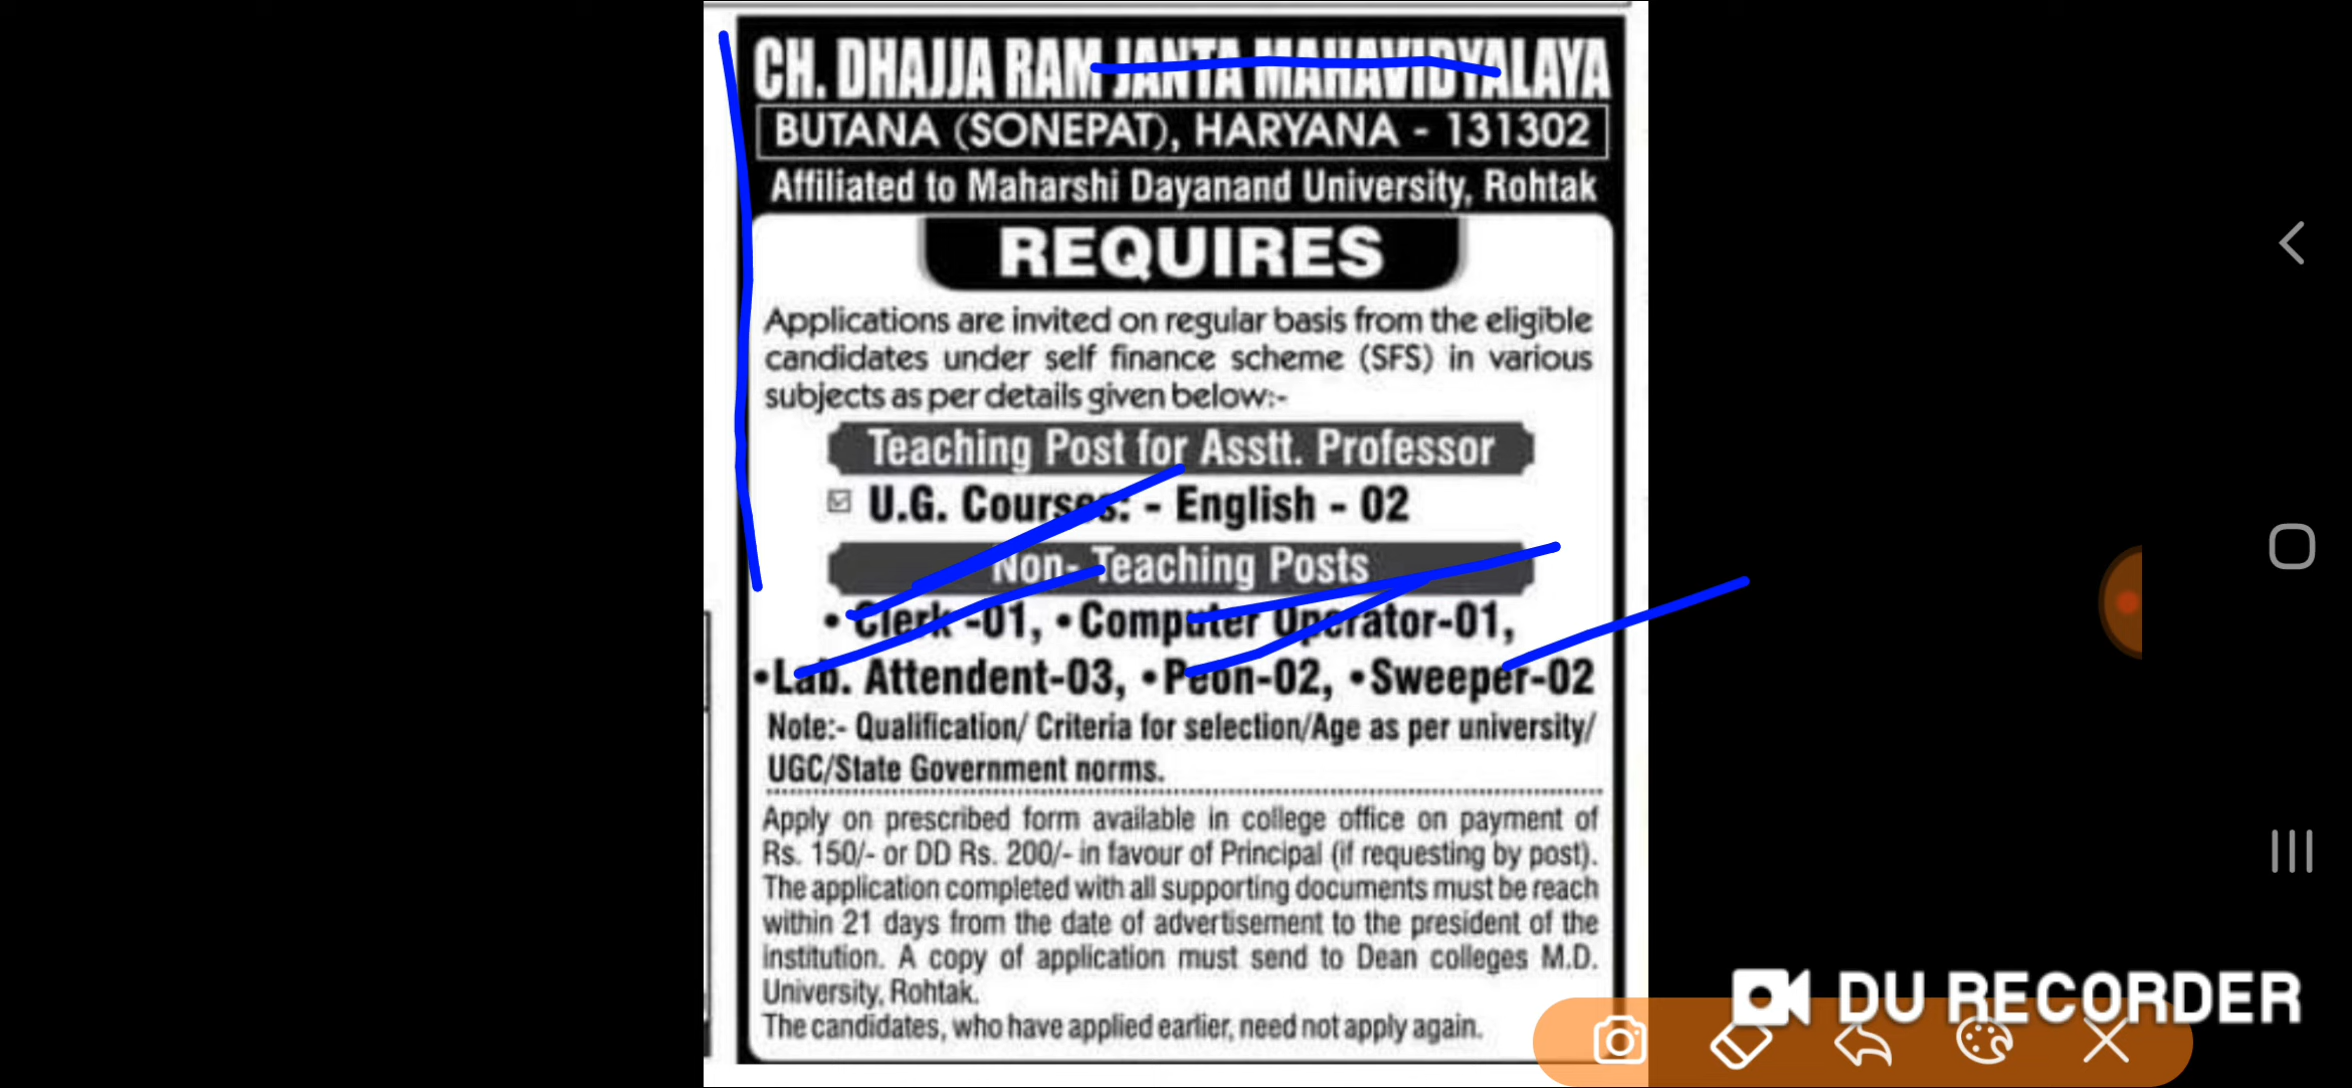 CH. DHAJJA RAM JANTA MAHAVIDYALAYA
BUTANA (SONEPAT), HARYANA - 131302
Affiliated to Maharshi Dayanand University, Rohtak
REQUIRES
Applications are invited on regular basis from the eligible
candidates under self finance scheme (SFS) in various
subjects as per details given below:-
Teaching Post for Asstt. Professor
U.G. Courses: - English - 02
Non- Teaching Posts
• Clerk -01, • Computer Operator-01,
•Lab. Attendent-03, •Peon-02, •Sweeper-02
Note:- Qualification/ Criteria for selection/Age as per university/
UGC/State Government norms.
Apply on prescribed form available in college office on payment of
Rs. 150/- or DD Rs. 200/- in favour of Principal (if requesting by post).
The application completed with all supporting documents must be reach
within 21 days from the date of advertisement to the president of the
institution. A copy of application must send to Dean colleges M.D.
University, Rohtak.
The candidates, who have applied earlier, need not apply again.
DU RECORDER